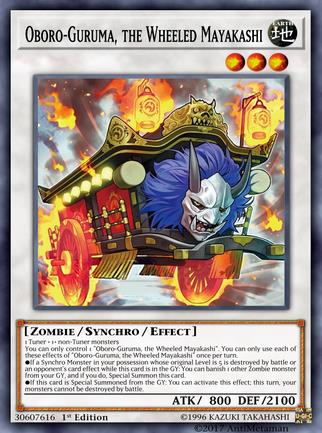 OBORO-GURUMA, THE WHEELED MAYAKASHI
EARTH
地
[ZOMBIE/SYNCHRO/EFFECT]
1 Tuner + 1+ non-Tuner monsters
You can only control 1 "Oboro-Guruma, the Wheeled Mayakashi". You can only use each of
these effects of "Oboro-Guruma, the Wheeled Mayakashi" once per turn.
●If a Synchro Monster in your possession whose original Level is 5 is destroyed by battle or
an opponent's card effect while this card is in the GY: You can banish 1 other Zombie monster
from your GY, and if you do, Special Summon this card.
●If this card is Special Summoned from the GY: You can activate this effect; this turn, your
monsters cannot be destroyed by battle.
ATK/ 800 DEF/2100
30607616 1st Edition ©1996 KAZUKI TAKAHASHI
©2017 AntiMetaman